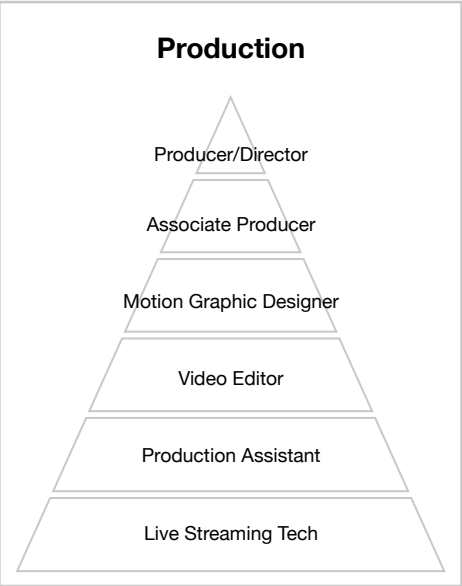 Production
Producer/Director
Associate Producer
Motion Graphic Designer
Video Editor
Production Assistant
Live Streaming Tech